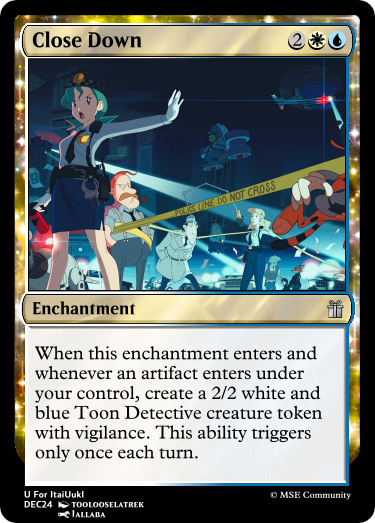 Close Down
2
POLICE LINE DO NOT CROSS
Enchantment
When this enchantment enters and
whenever an artifact enters under
your control, create a 2/2 white and
blue Toon Detective creature token
with vigilance. This ability triggers
only once each turn.
U For ItaiUukI
© MSE Community
DEC24 TOOLOOSELATREK
JALLABA